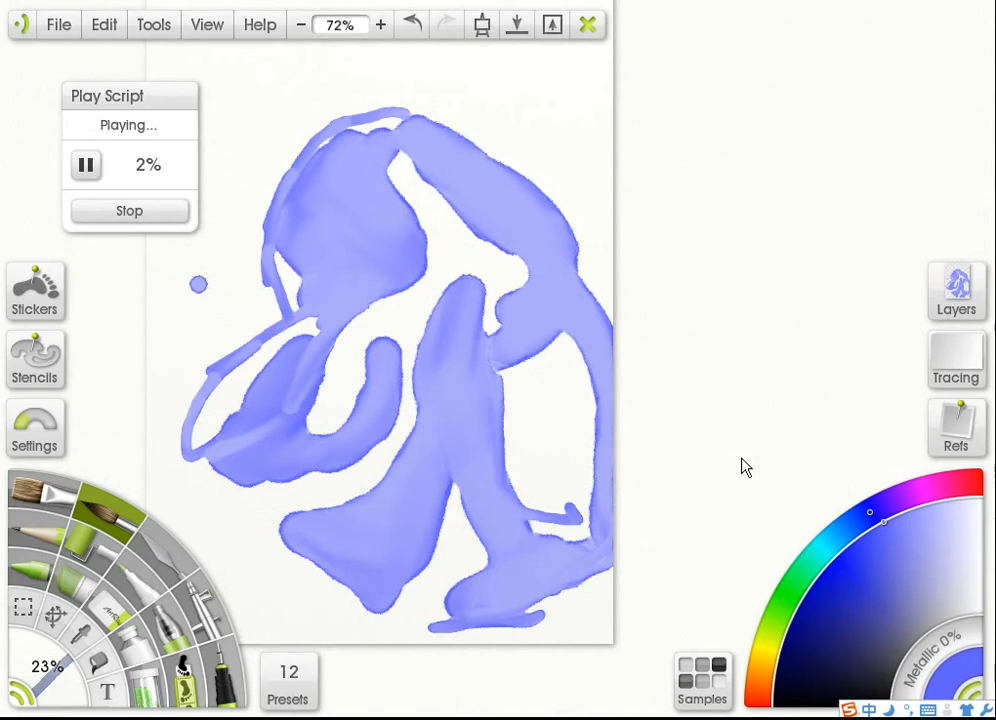 File Edit Tools View Help − 72% +
Play Script
Playing...
2%
Stop
Stickers
Stencils
Settings
Layers
Tracing
Refs
23%
T
12
Presets
Samples
Metallic 0%
中